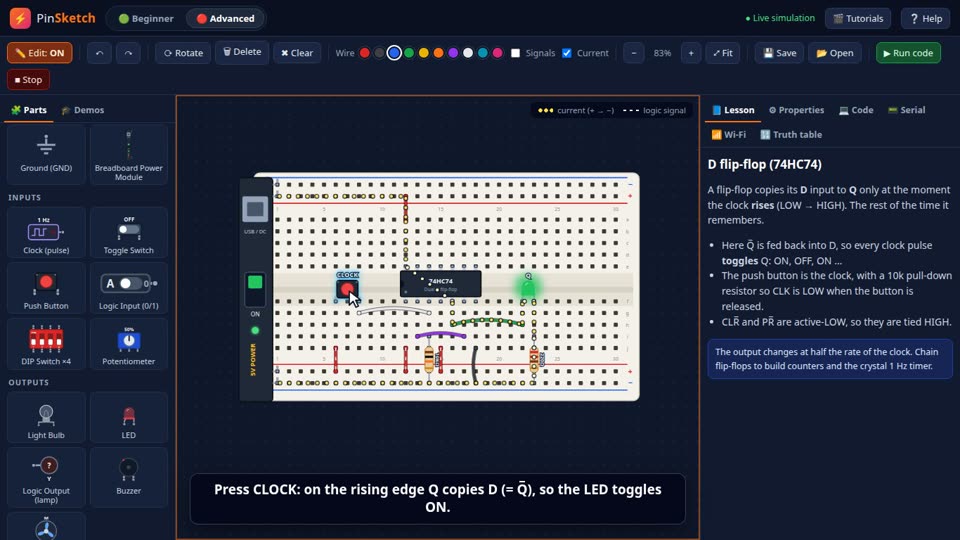 PinSketch
Beginner
Advanced
● Live simulation
Tutorials
Help
Edit: ON
Rotate
Delete
Clear
Wire
Signals
Current
−
83%
+
Fit
Save
Open
Run code
Stop
Parts
Demos
Ground (GND)
Breadboard Power
Module
INPUTS
1 Hz
Clock (pulse)
OFF
Toggle Switch
Push Button
A 0
Logic Input (0/1)
DIP Switch ×4
50%
Potentiometer
OUTPUTS
Light Bulb
LED
?
Y
Logic Output
(lamp)
Buzzer
M
current (+ → −)
logic signal
USB / DC
ON
5V POWER
CLOCK
74HC74
Dual D flip-flop
Q
Press CLOCK: on the rising edge Q copies D (= Q̄), so the LED toggles
ON.
Lesson
Properties
Code
Serial
Wi-Fi
Truth table
D flip-flop (74HC74)
A flip-flop copies its D input to Q only at the moment
the clock rises (LOW → HIGH). The rest of the time it
remembers.
• Here Q̄ is fed back into D, so every clock pulse
toggles Q: ON, OFF, ON …
• The push button is the clock, with a 10k pull-down
resistor so CLK is LOW when the button is
released.
• CLR̄ and PR̄ are active-LOW, so they are tied HIGH.
The output changes at half the rate of the clock. Chain
flip-flops to build counters and the crystal 1 Hz timer.